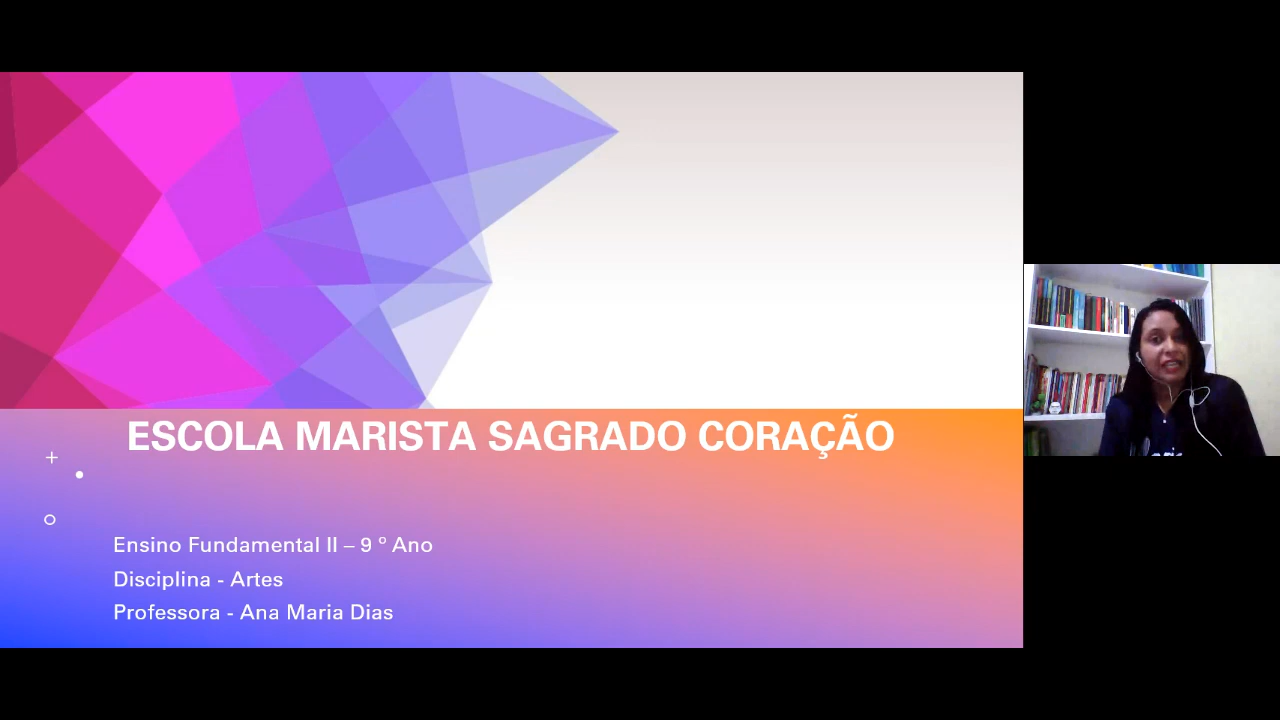 ESCOLA MARISTA SAGRADO CORAÇÃO
Ensino Fundamental II – 9 º Ano
Disciplina - Artes
Professora - Ana Maria Dias